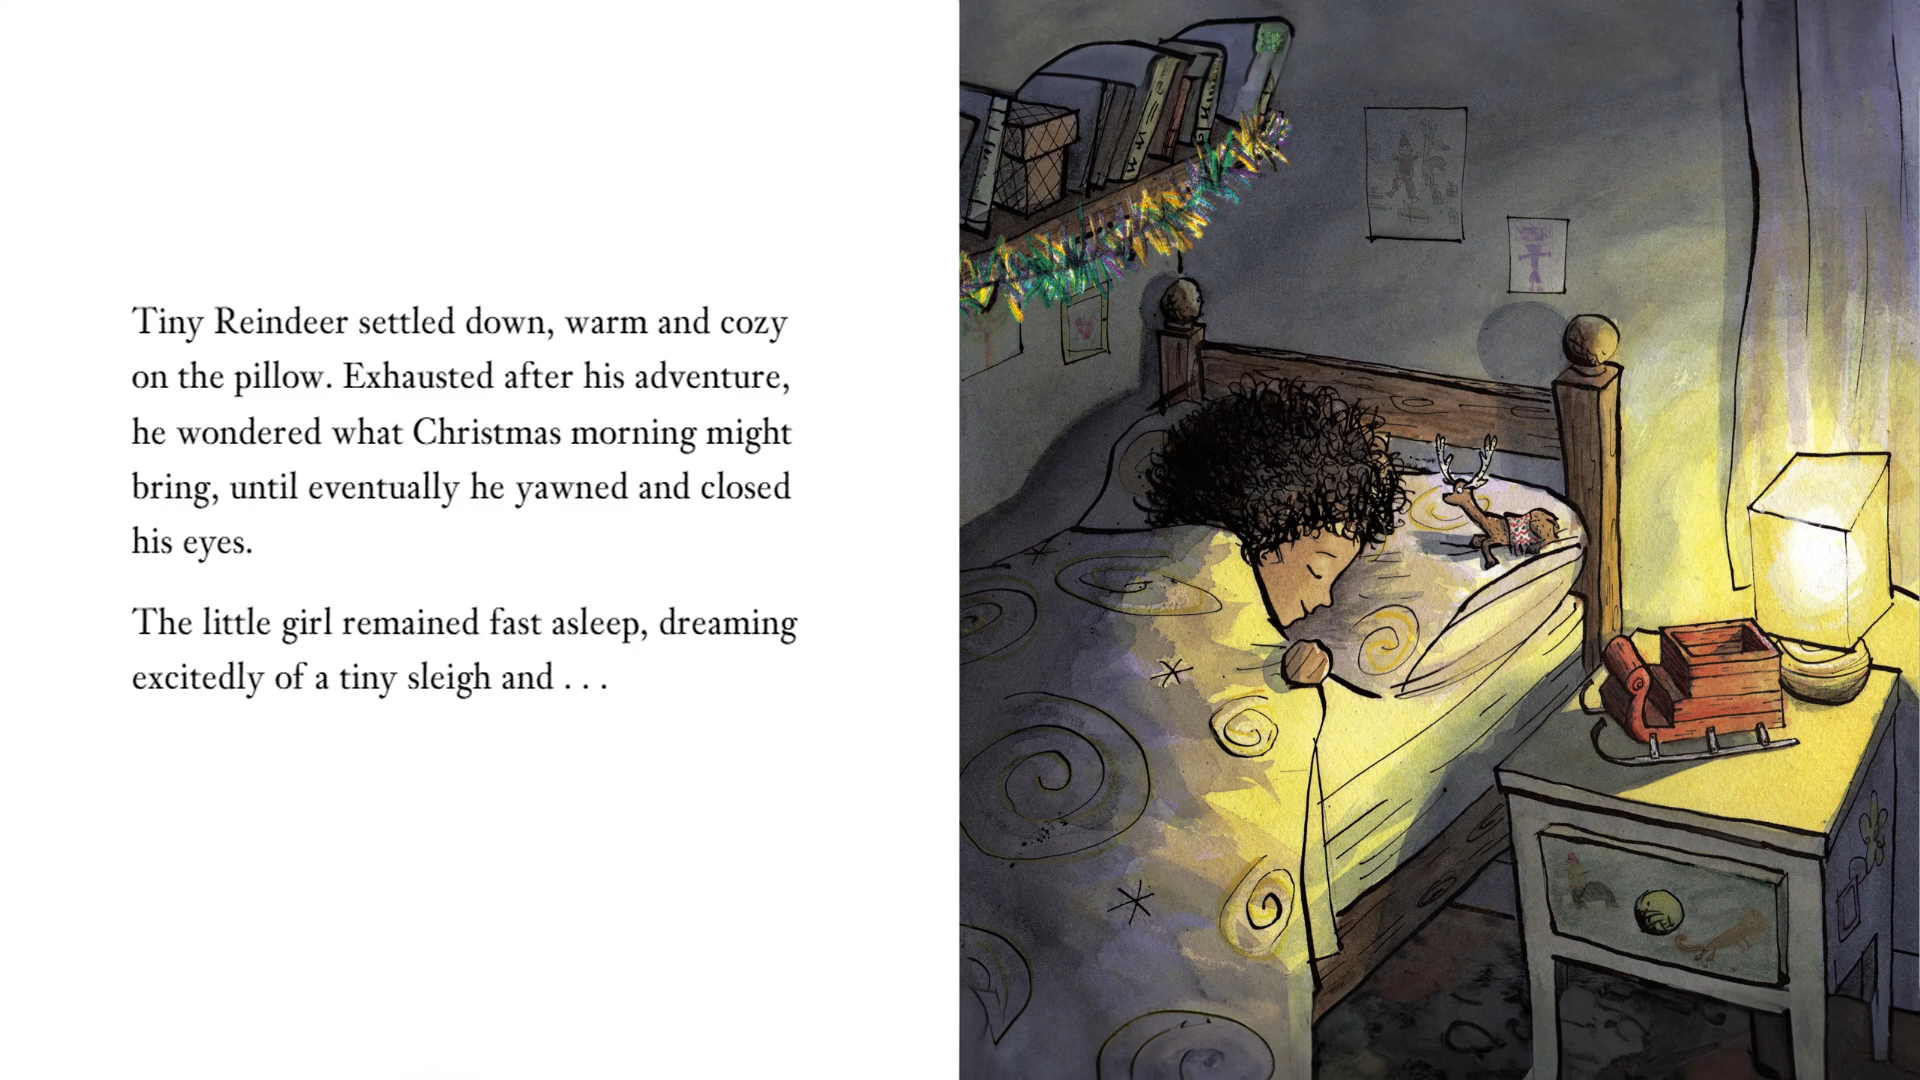 Tiny Reindeer settled down, warm and cozy
on the pillow. Exhausted after his adventure,
he wondered what Christmas morning might
bring, until eventually he yawned and closed
his eyes.
The little girl remained fast asleep, dreaming
excitedly of a tiny sleigh and . . .